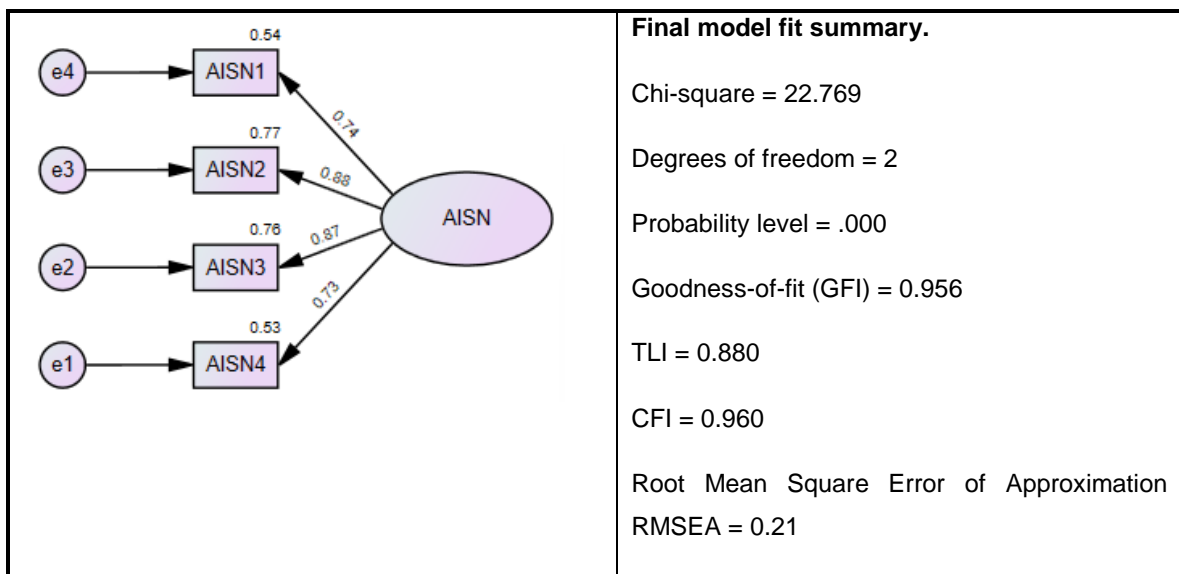 0.54
e4 AISN1
0.74
0.77
e3 AISN2
0.88
AISN
0.76
e2 AISN3
0.87
0.53
0.73
e1 AISN4
Final model fit summary.
Chi-square = 22.769
Degrees of freedom = 2
Probability level = .000
Goodness-of-fit (GFI) = 0.956
TLI = 0.880
CFI = 0.960
Root Mean Square Error of Approximation
RMSEA = 0.21